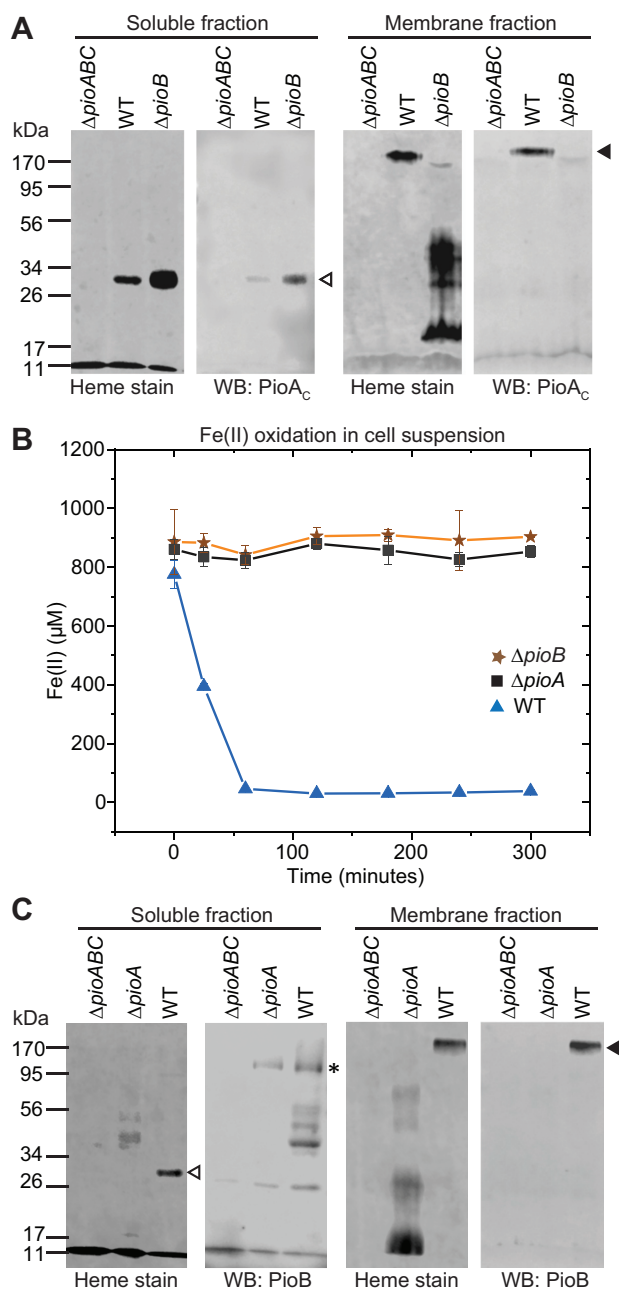 A
Soluble fraction
Membrane fraction
ΔpioABC
WT
ΔpioB
ΔpioABC
WT
ΔpioB
ΔpioABC
WT
ΔpioB
ΔpioABC
WT
ΔpioB
kDa
170
95
56
34
26
17
11
Heme stain
WB: PioAC
Heme stain
WB: PioAC
B
Fe(II) oxidation in cell suspension
1200
1000
800
600
400
200
0
Fe(II) (µM)
ΔpioB
ΔpioA
WT
0
100
200
300
Time (minutes)
C
Soluble fraction
Membrane fraction
ΔpioABC
ΔpioA
WT
ΔpioABC
ΔpioA
WT
ΔpioABC
ΔpioA
WT
ΔpioABC
ΔpioA
WT
kDa
170
95
56
34
26
17
11
*
Heme stain
WB: PioB
Heme stain
WB: PioB